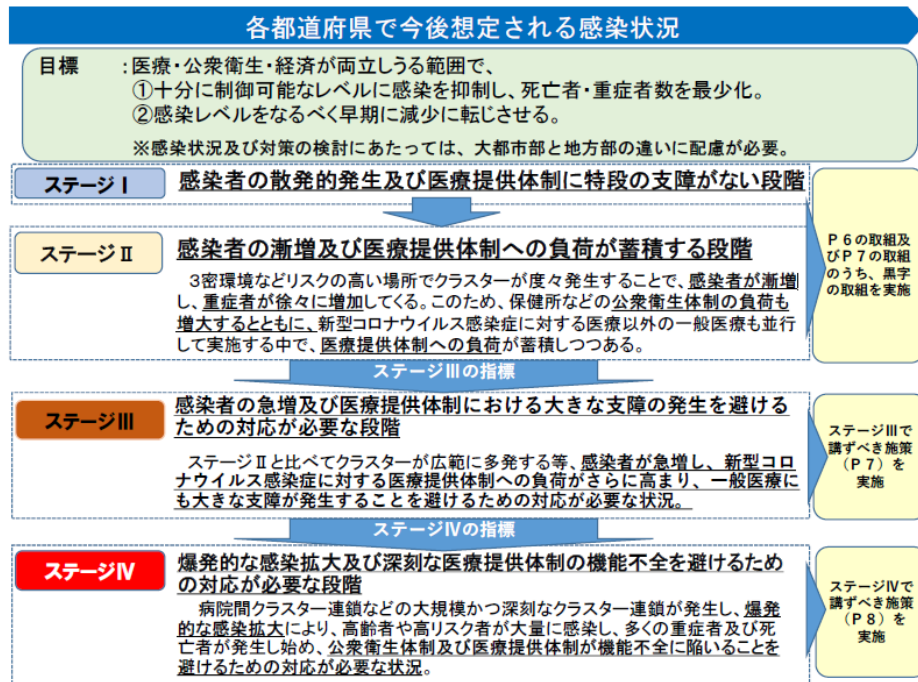 各都道府県で今後想定される感染状況
目標 :医療・公衆衛生・経済が両立しうる範囲で、
①十分に制御可能なレベルに感染を抑制し、死亡者・重症者数を最少化。
②感染レベルをなるべく早期に減少に転じさせる。
※感染状況及び対策の検討にあたっては、大都市部と地方部の違いに配慮が必要。
ステージⅠ
感染者の散発的発生及び医療提供体制に特段の支障がない段階
ステージⅡ
感染者の漸増及び医療提供体制への負荷が蓄積する段階
3密環境などリスクの高い場所でクラスターが度々発生することで、感染者が漸増
し、重症者が徐々に増加してくる。このため、保健所などの公衆衛生体制の負荷も
増大するとともに、新型コロナウイルス感染症に対する医療以外の一般医療も並行
して実施する中で、医療提供体制への負荷が蓄積しつつある。
P6の取組及
びP7の取組
のうち、黒字
の取組を実施
ステージⅢの指標
ステージⅢ
感染者の急増及び医療提供体制における大きな支障の発生を避ける
ための対応が必要な段階
ステージⅡと比べてクラスターが広範に多発する等、感染者が急増し、新型コロ
ナウイルス感染症に対する医療提供体制への負荷がさらに高まり、一般医療に
も大きな支障が発生することを避けるための対応が必要な状況。
ステージⅢで
講ずべき施策
(P7)を
実施
ステージⅣの指標
ステージⅣ
爆発的な感染拡大及び深刻な医療提供体制の機能不全を避けるため
の対応が必要な段階
病院間クラスター連鎖などの大規模かつ深刻なクラスター連鎖が発生し、爆発
的な感染拡大により、高齢者や高リスク者が大量に感染し、多くの重症者及び死
亡者が発生し始め、公衆衛生体制及び医療提供体制が機能不全に陥いることを
避けるための対応が必要な状況。
ステージⅣで
講ずべき施策
(P8)を
実施